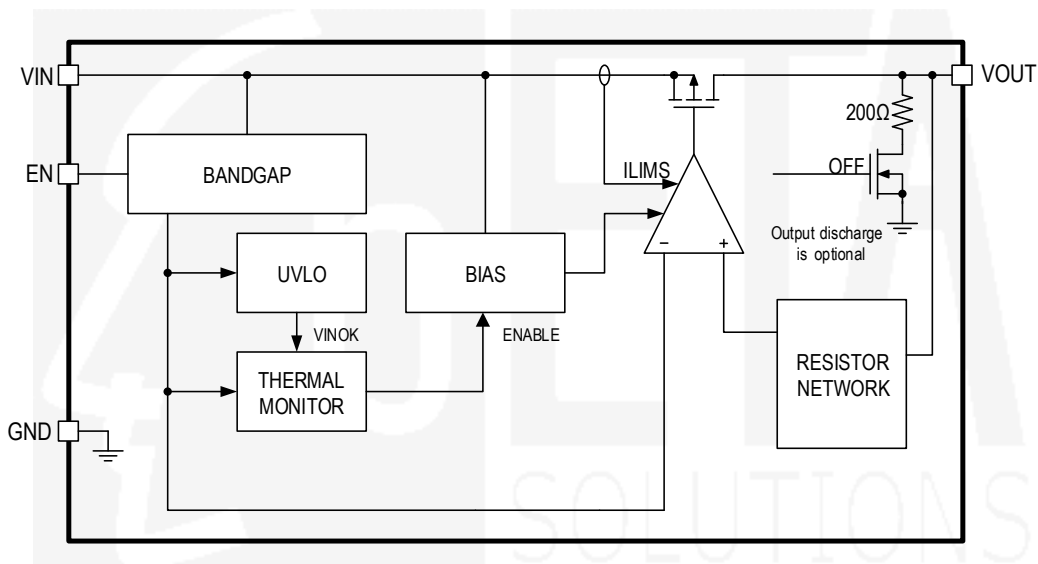 VIN
VOUT
200Ω
EN
BANDGAP
ILIMS
OFF
Output discharge
is optional
− +
UVLO
BIAS
VINOK
ENABLE
THERMAL
MONITOR
RESISTOR
NETWORK
GND
SOLUTIONS